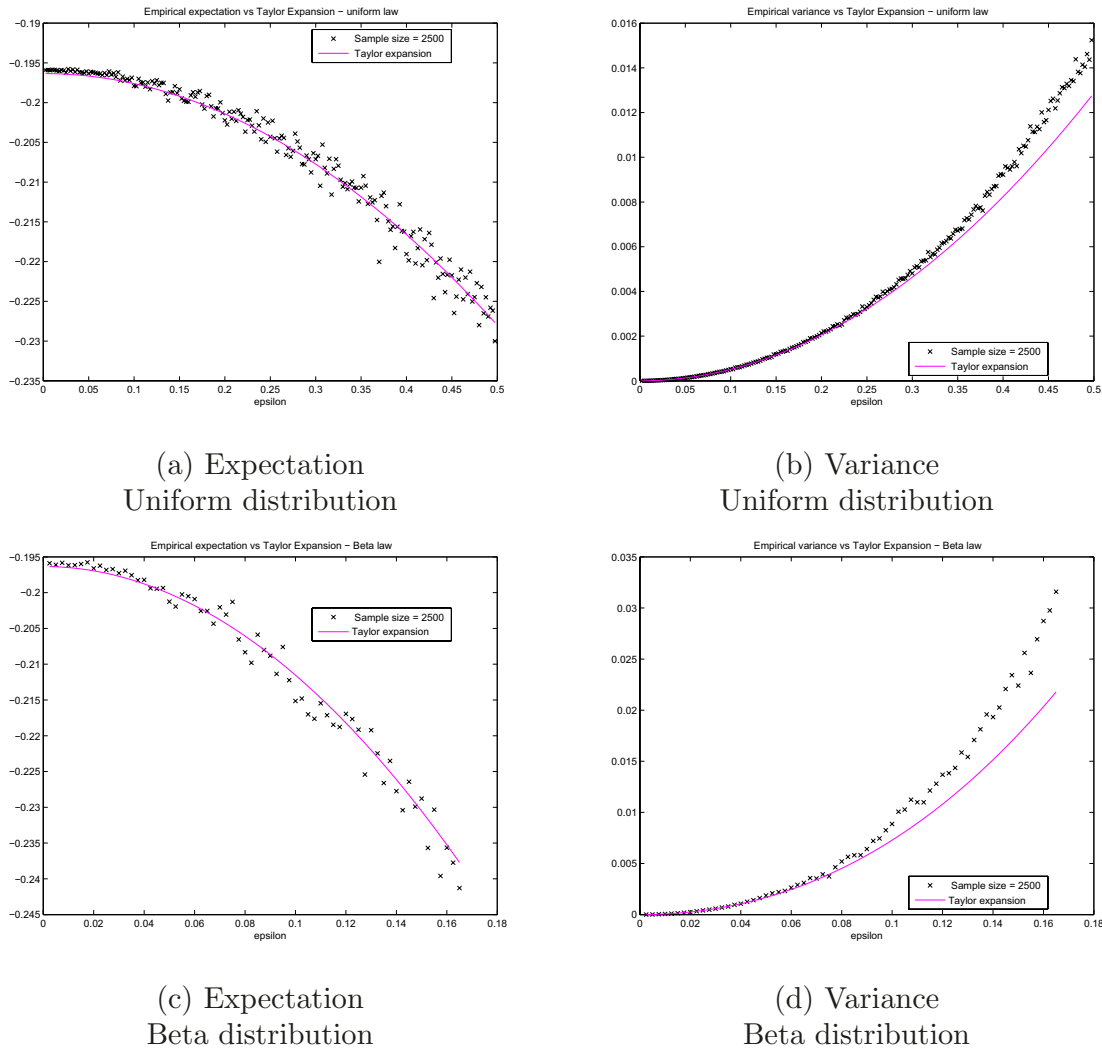 Empirical expectation vs Taylor Expansion − uniform law
−0.19
−0.195
−0.2
−0.205
−0.21
−0.215
−0.22
−0.225
−0.23
−0.235
Sample size = 2500
Taylor expansion
0 0.05 0.1 0.15 0.2 0.25 0.3 0.35 0.4 0.45 0.5
epsilon
(a) Expectation
Uniform distribution
Empirical variance vs Taylor Expansion − uniform law
0.016
0.014
0.012
0.01
0.008
0.006
0.004
0.002
0
Sample size = 2500
Taylor expansion
0 0.05 0.1 0.15 0.2 0.25 0.3 0.35 0.4 0.45 0.5
epsilon
(b) Variance
Uniform distribution
Empirical expectation vs Taylor Expansion − Beta law
−0.195
−0.2
−0.205
−0.21
−0.215
−0.22
−0.225
−0.23
−0.235
−0.24
−0.245
Sample size = 2500
Taylor expansion
0 0.02 0.04 0.06 0.08 0.1 0.12 0.14 0.16 0.18
epsilon
(c) Expectation
Beta distribution
Empirical variance vs Taylor Expansion − Beta law
0.035
0.03
0.025
0.02
0.015
0.01
0.005
0
Sample size = 2500
Taylor expansion
0 0.02 0.04 0.06 0.08 0.1 0.12 0.14 0.16 0.18
epsilon
(d) Variance
Beta distribution